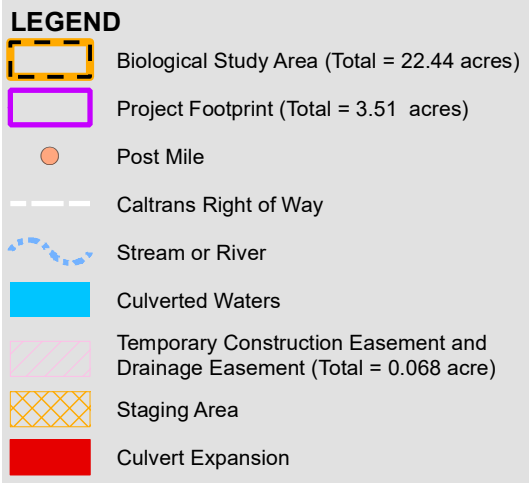 LEGEND
Biological Study Area (Total = 22.44 acres)
Project Footprint (Total = 3.51 acres)
Post Mile
Caltrans Right of Way
Stream or River
Culverted Waters
Temporary Construction Easement and
Drainage Easement (Total = 0.068 acre)
Staging Area
Culvert Expansion